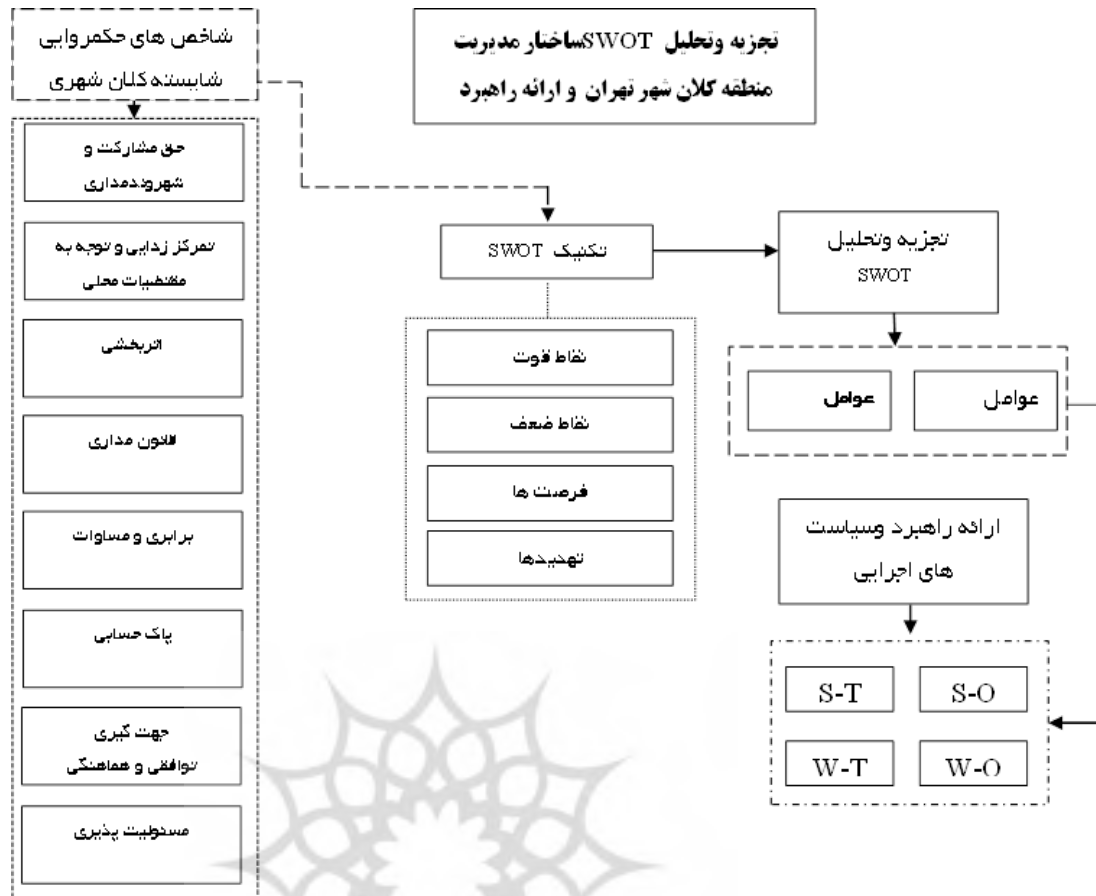 تجزیه وتحلیل SWOTساختار مدیریت
منطقه کلان شهر تهران و ارائه راهبرد
شاخص های حکمروایی
شایسته کلان شهری
حق مشارکت و
شهروندمداری
تمرکز زدایی و توجه به
مقتضیات محلی
اثربخشی
قانون مداری
برابری و مساوات
پاک حسابی
جهت گیری
توافقی و هماهنگی
مسئولیت پذیری
تکنیک SWOT
نقاط قوت
نقاط ضعف
فرصت ها
تهدیدها
تجزیه وتحلیل
SWOT
عوامل
عوامل
ارائه راهبرد وسیاست
های اجرایی
S-O
S-T
W-O
W-T